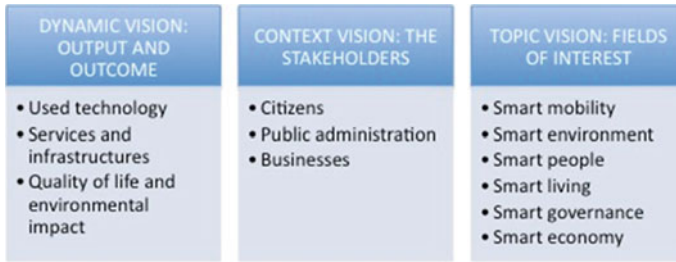 DYNAMIC VISION:
OUTPUT AND
OUTCOME
• Used technology
• Services and
infrastructures
• Quality of life and
environmental
impact
CONTEXT VISION: THE
STAKEHOLDERS
• Citizens
• Public administration
• Businesses
TOPIC VISION: FIELDS
OF INTEREST
• Smart mobility
• Smart environment
• Smart people
• Smart living
• Smart governance
• Smart economy